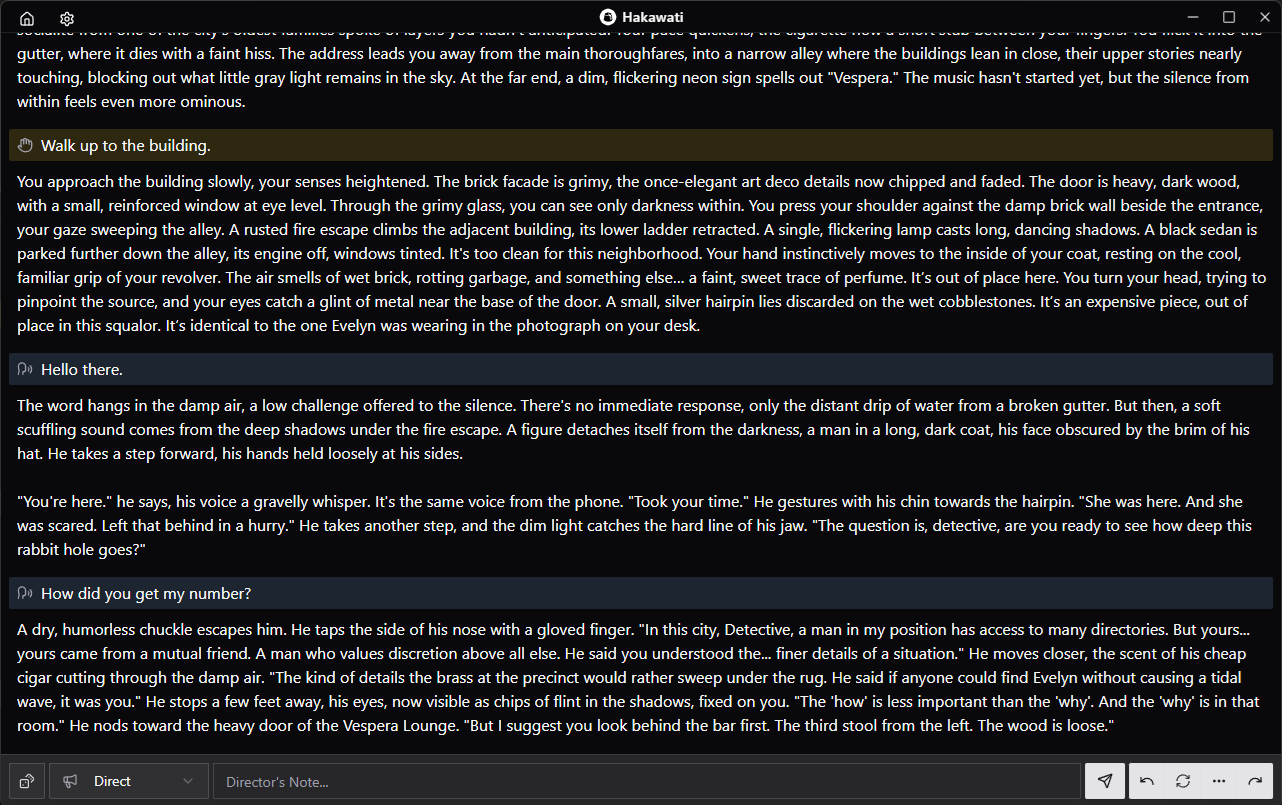 Hakawati
gutter, where it dies with a faint hiss. The address leads you away from the main thoroughfares, into a narrow alley where the buildings lean in close, their upper stories nearly
touching, blocking out what little gray light remains in the sky. At the far end, a dim, flickering neon sign spells out "Vespera." The music hasn't started yet, but the silence from
within feels even more ominous.
Walk up to the building.
You approach the building slowly, your senses heightened. The brick facade is grimy, the once-elegant art deco details now chipped and faded. The door is heavy, dark wood,
with a small, reinforced window at eye level. Through the grimy glass, you can see only darkness within. You press your shoulder against the damp brick wall beside the entrance,
your gaze sweeping the alley. A rusted fire escape climbs the adjacent building, its lower ladder retracted. A single, flickering lamp casts long, dancing shadows. A black sedan is
parked further down the alley, its engine off, windows tinted. It's too clean for this neighborhood. Your hand instinctively moves to the inside of your coat, resting on the cool,
familiar grip of your revolver. The air smells of wet brick, rotting garbage, and something else... a faint, sweet trace of perfume. It’s out of place here. You turn your head, trying to
pinpoint the source, and your eyes catch a glint of metal near the base of the door. A small, silver hairpin lies discarded on the wet cobblestones. It’s an expensive piece, out of
place in this squalor. It’s identical to the one Evelyn was wearing in the photograph on your desk.
Hello there.
The word hangs in the damp air, a low challenge offered to the silence. There's no immediate response, only the distant drip of water from a broken gutter. But then, a soft
scuffling sound comes from the deep shadows under the fire escape. A figure detaches itself from the darkness, a man in a long, dark coat, his face obscured by the brim of his
hat. He takes a step forward, his hands held loosely at his sides.
"You're here." he says, his voice a gravelly whisper. It's the same voice from the phone. "Took your time." He gestures with his chin towards the hairpin. "She was here. And she
was scared. Left that behind in a hurry." He takes another step, and the dim light catches the hard line of his jaw. "The question is, detective, are you ready to see how deep this
rabbit hole goes?"
How did you get my number?
A dry, humorless chuckle escapes him. He taps the side of his nose with a gloved finger. "In this city, Detective, a man in my position has access to many directories. But yours...
yours came from a mutual friend. A man who values discretion above all else. He said you understood the... finer details of a situation." He moves closer, the scent of his cheap
cigar cutting through the damp air. "The kind of details the brass at the precinct would rather sweep under the rug. He said if anyone could find Evelyn without causing a tidal
wave, it was you." He stops a few feet away, his eyes, now visible as chips of flint in the shadows, fixed on you. "The 'how' is less important than the 'why'. And the 'why' is in that
room." He nods toward the heavy door of the Vespera Lounge. "But I suggest you look behind the bar first. The third stool from the left. The wood is loose."
Direct
Director's Note...